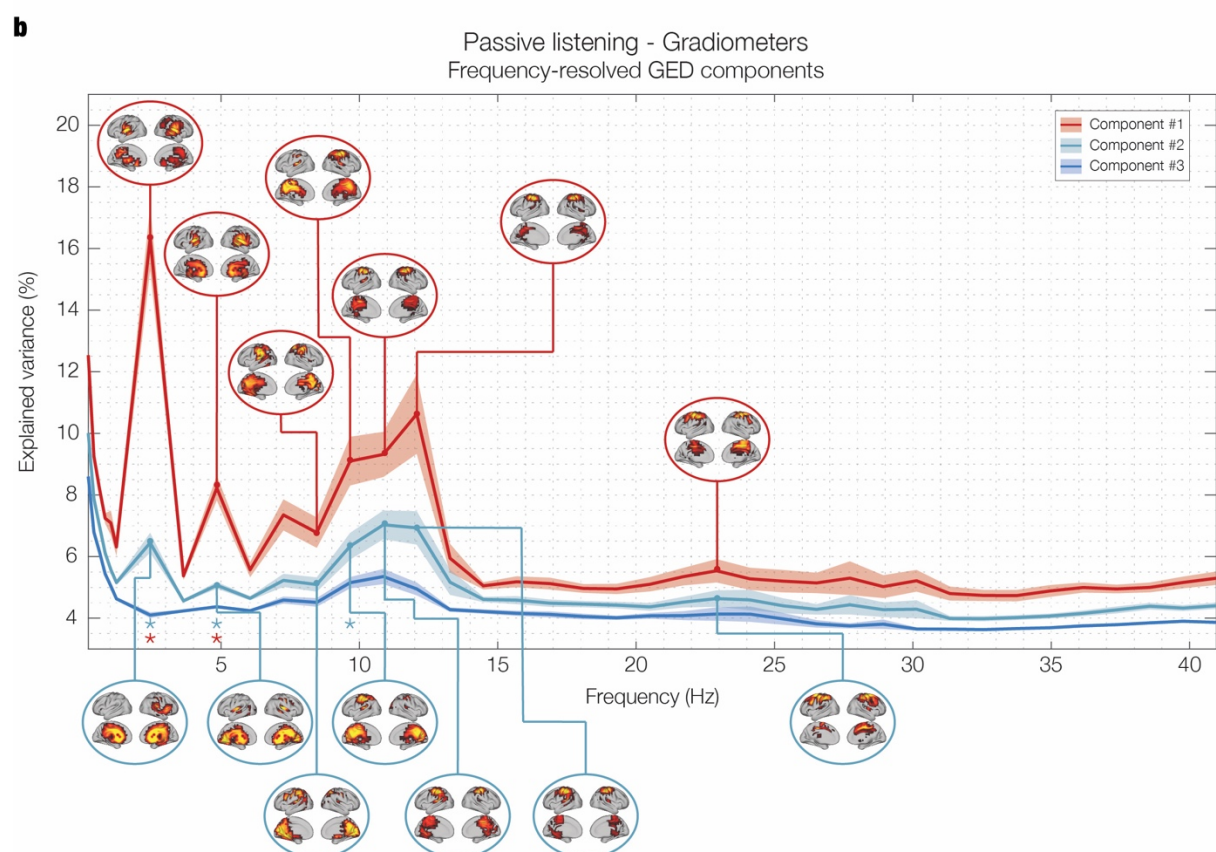 b
Passive listening - Gradiometers
Frequency-resolved GED components
Component #1
Component #2
Component #3
Explained variance (%)
20
18
16
14
12
10
8
6
4
*
*
*
*
*
5
10
15
20
25
30
35
40
Frequency (Hz)